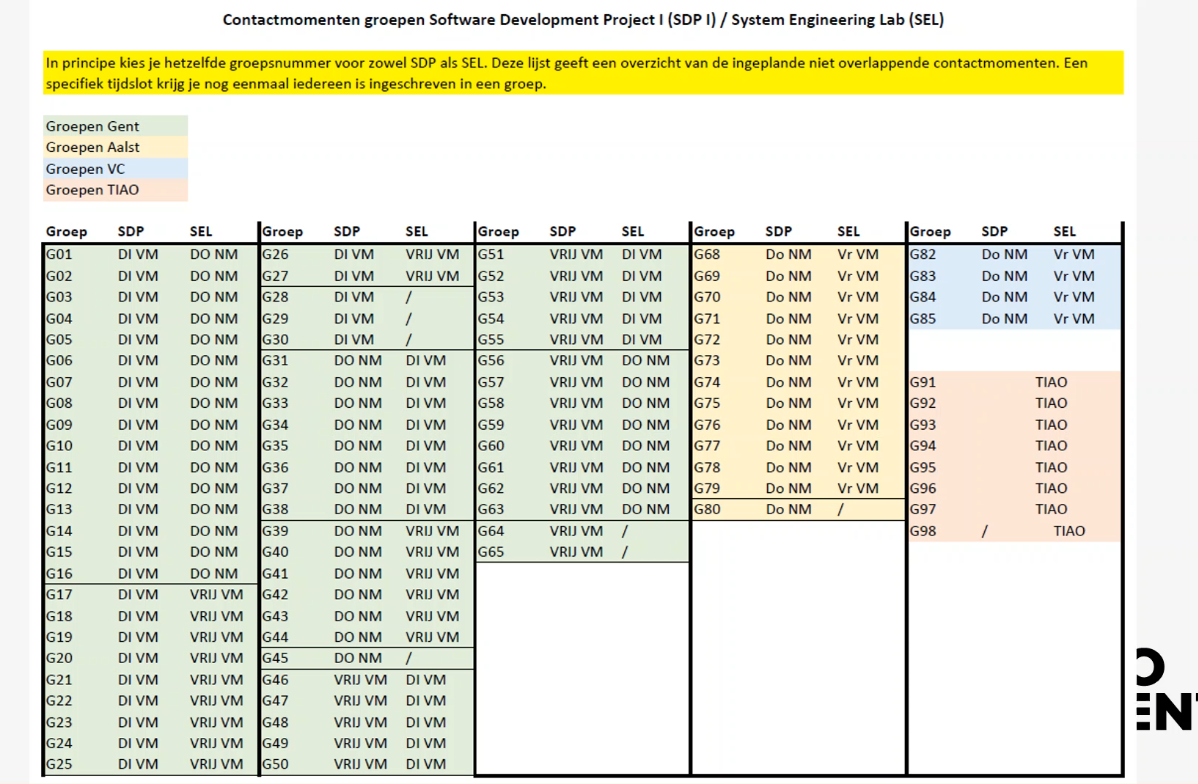 Contactmomenten groepen Software Development Project I (SDP I) / System Engineering Lab (SEL)
In principe kies je hetzelfde groepsnummer voor zowel SDP als SEL. Deze lijst geeft een overzicht van de ingeplande niet overlappende contactmomenten. Een
specifiek tijdslot krijg je nog eenmaal iedereen is ingeschreven in een groep.
Groepen Gent
Groepen Aalst
Groepen VC
Groepen TIAO
Groep SDP SEL Groep SDP SEL Groep SDP SEL Groep SDP SEL Groep SDP SEL
G01 DI VM DO NM G26 DI VM VRIJ VM G51 VRIJ VM DI VM G68 Do NM Vr VM G82 Do NM Vr VM
G02 DI VM DO NM G27 DI VM VRIJ VM G52 VRIJ VM DI VM G69 Do NM Vr VM G83 Do NM Vr VM
G03 DI VM DO NM G28 DI VM / G53 VRIJ VM DI VM G70 Do NM Vr VM G84 Do NM Vr VM
G04 DI VM DO NM G29 DI VM / G54 VRIJ VM DI VM G71 Do NM Vr VM G85 Do NM Vr VM
G05 DI VM DO NM G30 DI VM / G55 VRIJ VM DI VM G72 Do NM Vr VM
G06 DI VM DO NM G31 DO NM DI VM G56 VRIJ VM DO NM G73 Do NM Vr VM
G07 DI VM DO NM G32 DO NM DI VM G57 VRIJ VM DO NM G74 Do NM Vr VM G91 TIAO
G08 DI VM DO NM G33 DO NM DI VM G58 VRIJ VM DO NM G75 Do NM Vr VM G92 TIAO
G09 DI VM DO NM G34 DO NM DI VM G59 VRIJ VM DO NM G76 Do NM Vr VM G93 TIAO
G10 DI VM DO NM G35 DO NM DI VM G60 VRIJ VM DO NM G77 Do NM Vr VM G94 TIAO
G11 DI VM DO NM G36 DO NM DI VM G61 VRIJ VM DO NM G78 Do NM Vr VM G95 TIAO
G12 DI VM DO NM G37 DO NM DI VM G62 VRIJ VM DO NM G79 Do NM Vr VM G96 TIAO
G13 DI VM DO NM G38 DO NM DI VM G63 VRIJ VM DO NM G80 Do NM / G97 TIAO
G14 DI VM DO NM G39 DO NM VRIJ VM G64 VRIJ VM / G98 / TIAO
G15 DI VM DO NM G40 DO NM VRIJ VM G65 VRIJ VM /
G16 DI VM DO NM G41 DO NM VRIJ VM
G17 DI VM VRIJ VM G42 DO NM VRIJ VM
G18 DI VM VRIJ VM G43 DO NM VRIJ VM
G19 DI VM VRIJ VM G44 DO NM VRIJ VM
G20 DI VM VRIJ VM G45 DO NM /
G21 DI VM VRIJ VM G46 VRIJ VM DI VM
G22 DI VM VRIJ VM G47 VRIJ VM DI VM
G23 DI VM VRIJ VM G48 VRIJ VM DI VM
G24 DI VM VRIJ VM G49 VRIJ VM DI VM
G25 DI VM VRIJ VM G50 VRIJ VM DI VM